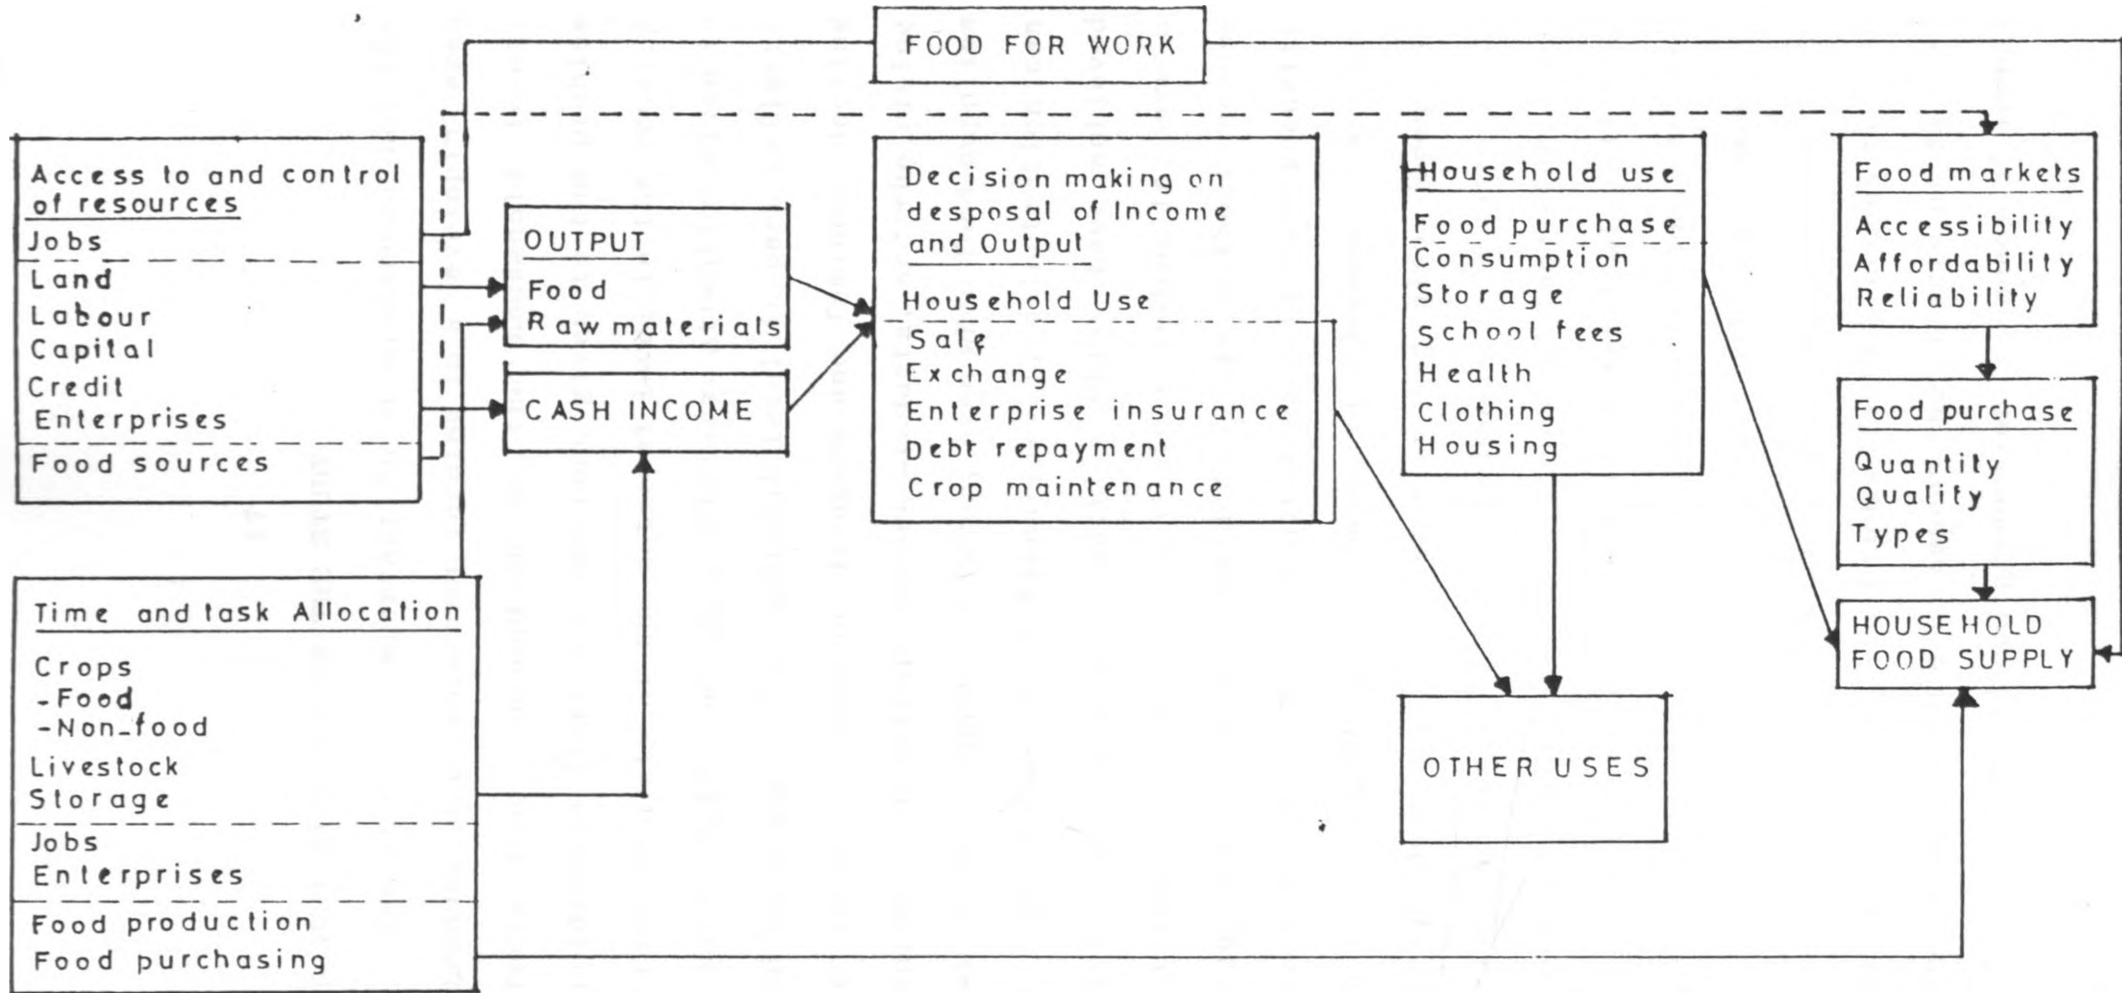 FOOD FOR WORK
Access to and control
of resources
Jobs
Land
Labour
Capital
Credit
Enterprises
Food sources
OUTPUT
Food
Raw materials
CASH INCOME
Decision making on
desposal of Income
and Output
Household Use
Sale
Exchange
Enterprise insurance
Debt repayment
Crop maintenance
Household use
Food purchase
Consumption
Storage
School fees
Health
Clothing
Housing
Food markets
Accessibility
Affordability
Reliability
Food purchase
Quantity
Quality
Types
HOUSEHOLD
FOOD SUPPLY
OTHER USES
Time and task Allocation
Crops
-Food
-Non-food
Livestock
Storage
Jobs
Enterprises
Food production
Food purchasing